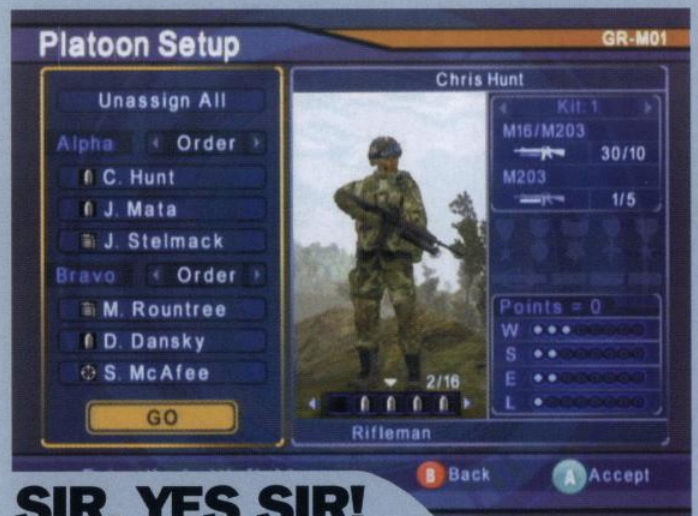 Platoon Setup
GR-M01
Unassign All
Alpha Order
C. Hunt
J. Mata
J. Stelmack
Bravo Order
M. Rountree
D. Dansky
S. McAfee
GO
Chris Hunt
2/16
Rifleman
Kit: 1
M16/M203
30/10
M203
1/5
Points = 0
W
S
E
L
B Back
A Accept
SIR, YES SIR!